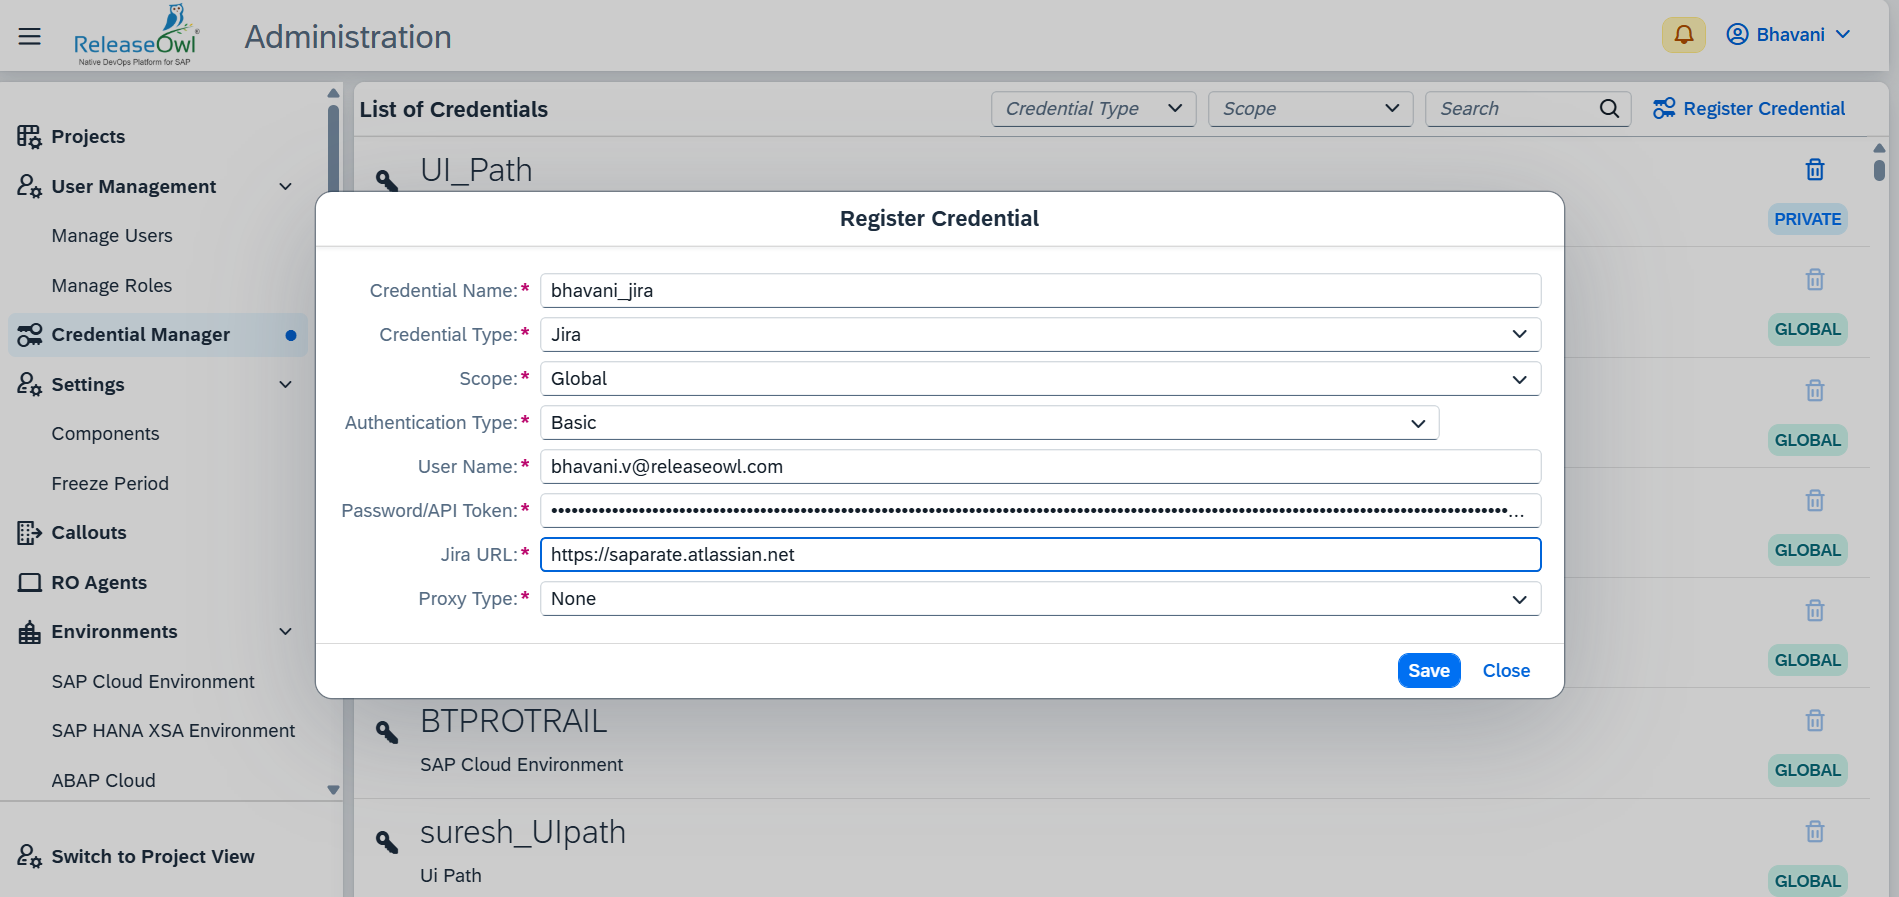 ReleaseOwl®
Native DevOps Platform for SAP
Administration
Bhavani
Projects
User Management
Manage Users
Manage Roles
Credential Manager
Settings
Components
Freeze Period
Callouts
RO Agents
Environments
SAP Cloud Environment
SAP HANA XSA Environment
ABAP Cloud
Switch to Project View
List of Credentials
Credential Type
Scope
Search
Register Credential
UI_Path
PRIVATE
GLOBAL
GLOBAL
GLOBAL
GLOBAL
Register Credential
Credential Name:* bhavani_jira
Credential Type:* Jira
Scope:* Global
Authentication Type:* Basic
User Name:* bhavani.v@releaseowl.com
Password/API Token:* ••••••••••••••••••••••••••••••••••••••••••••••••••••••••••••••••••••••••••••••••...
Jira URL:* https://saparate.atlassian.net
Proxy Type:* None
Save
Close
BTPROTRAIL
SAP Cloud Environment
GLOBAL
suresh_UIpath
Ui Path
GLOBAL